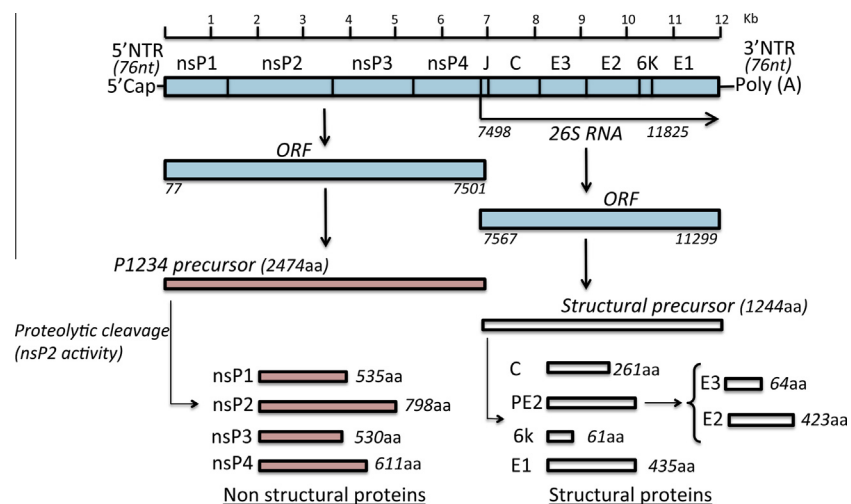 1 2 3 4 5 6 7 8 9 10 11 12 Kb
5'NTR
(76nt)
nsP1 nsP2 nsP3 nsP4 J C E3 E2 6K E1
3'NTR
(76nt)
5'Cap
Poly (A)
7498 26S RNA 11825
ORF
77 7501
ORF
7567 11299
P1234 precursor (2474aa)
Structural precursor (1244aa)
Proteolytic cleavage
(nsP2 activity)
nsP1 535aa
nsP2 798aa
nsP3 530aa
nsP4 611aa
Non structural proteins
C 261aa
PE2
6k 61aa
E1 435aa
E3 64aa
E2 423aa
Structural proteins